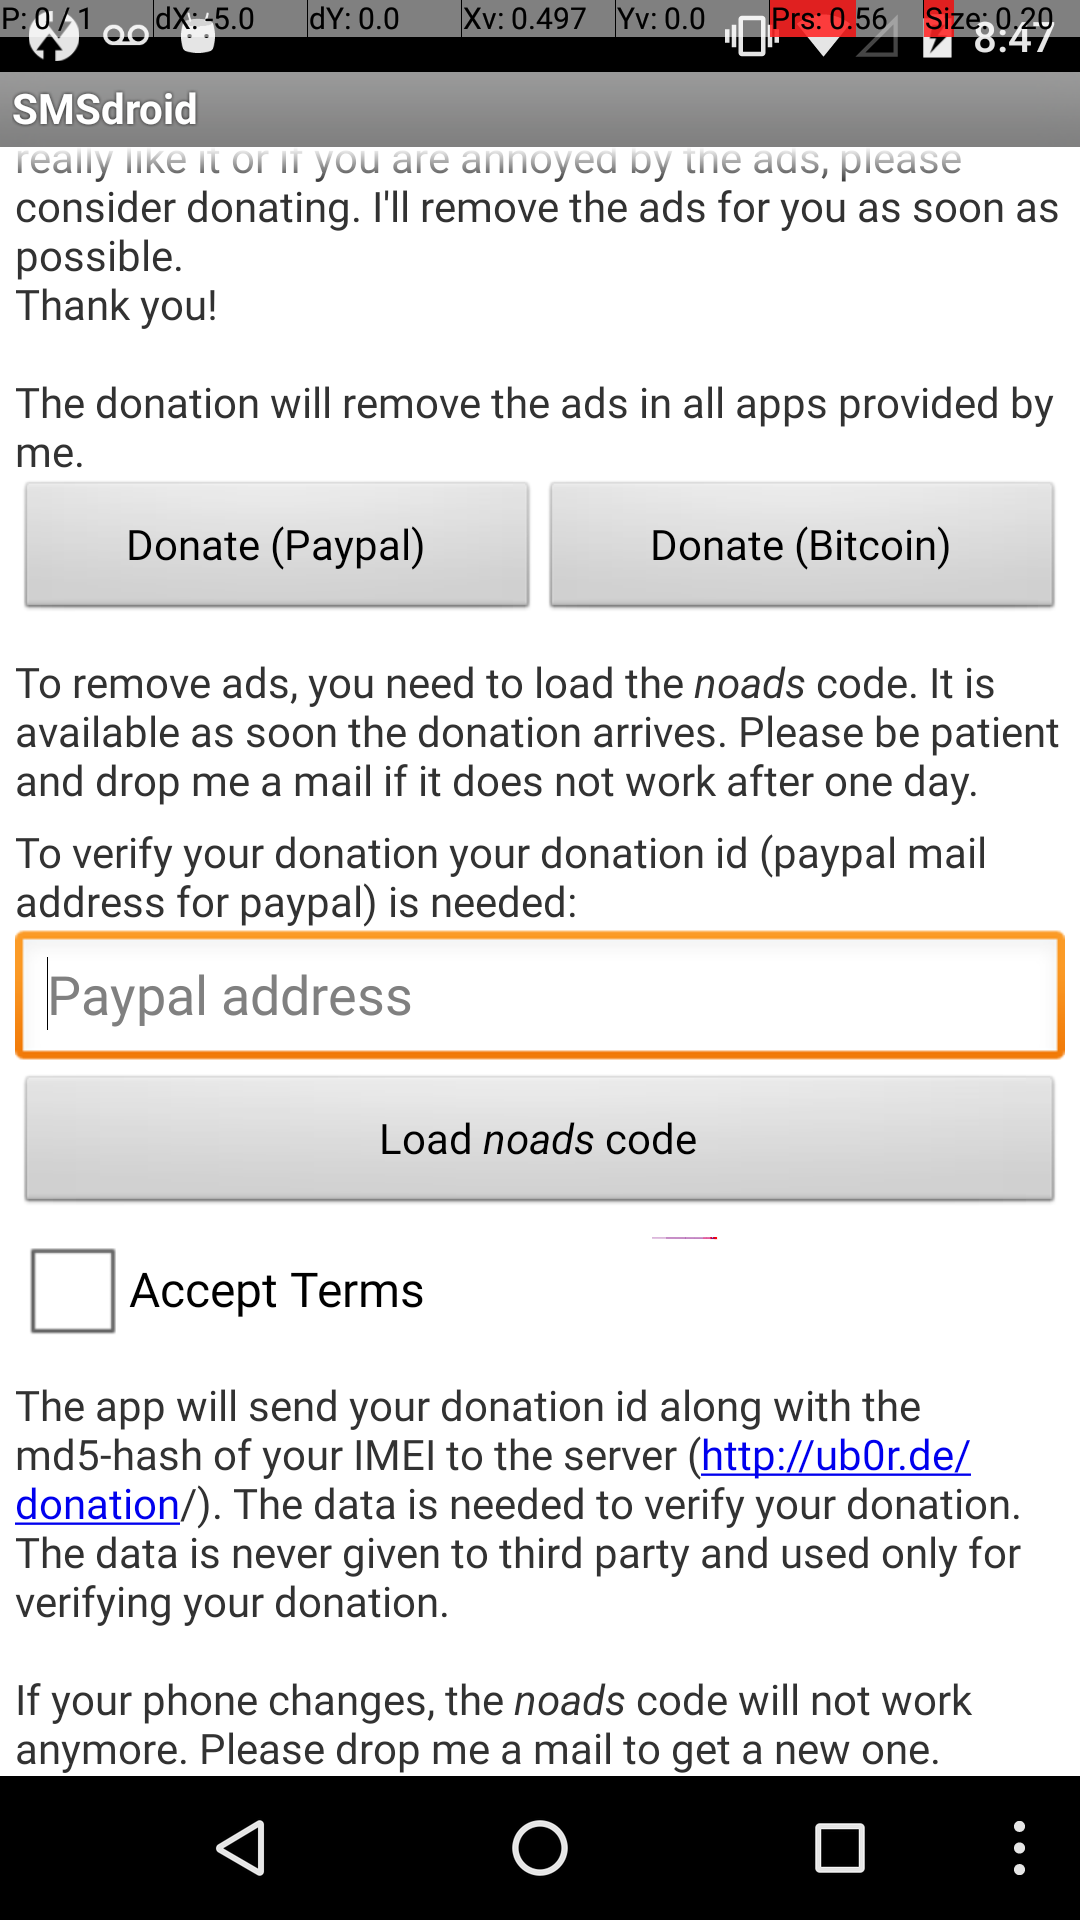 P: 0 / 1 dX: -5.0 dY: 0.0 Xv: 0.497 Yv: 0.0 Prs: 0.56 Size: 0.20
8:47
SMSdroid
really like it or if you are annoyed by the ads, please
consider donating. I'll remove the ads for you as soon as
possible.
Thank you!
The donation will remove the ads in all apps provided by
me.
Donate (Paypal) Donate (Bitcoin)
To remove ads, you need to load the noads code. It is
available as soon the donation arrives. Please be patient
and drop me a mail if it does not work after one day.
To verify your donation your donation id (paypal mail
address for paypal) is needed:
Paypal address
Load noads code
Accept Terms
The app will send your donation id along with the
md5-hash of your IMEI to the server (http://ub0r.de/
donation/). The data is needed to verify your donation.
The data is never given to third party and used only for
verifying your donation.
If your phone changes, the noads code will not work
anymore. Please drop me a mail to get a new one.